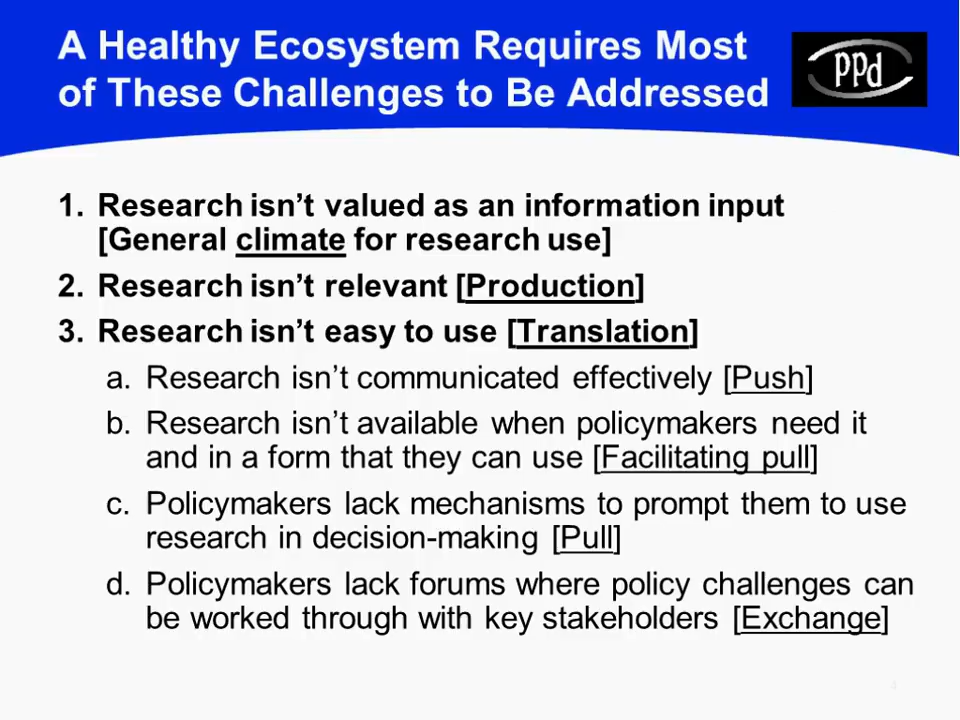 A Healthy Ecosystem Requires Most
of These Challenges to Be Addressed
PPd
1. Research isn’t valued as an information input
[General climate for research use]
2. Research isn’t relevant [Production]
3. Research isn’t easy to use [Translation]
a. Research isn’t communicated effectively [Push]
b. Research isn’t available when policymakers need it
and in a form that they can use [Facilitating pull]
c. Policymakers lack mechanisms to prompt them to use
research in decision-making [Pull]
d. Policymakers lack forums where policy challenges can
be worked through with key stakeholders [Exchange]